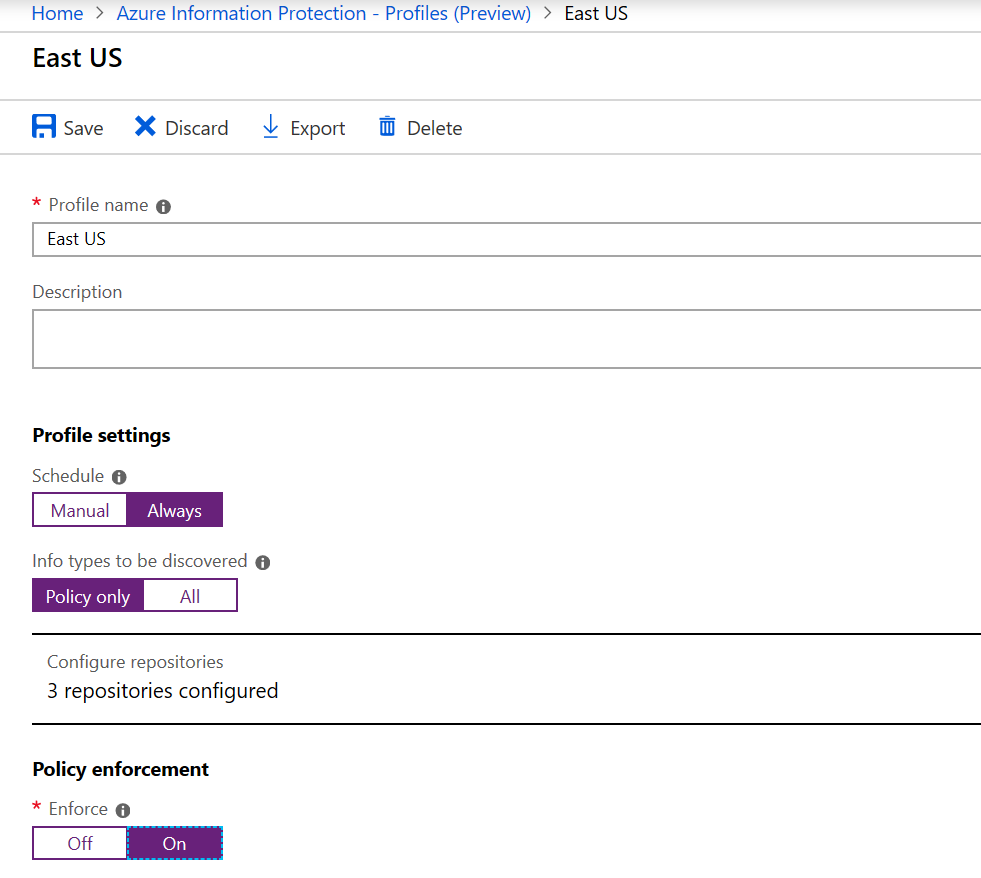 Home > Azure Information Protection - Profiles (Preview) > East US
East US
Save Discard Export Delete
* Profile name
East US
Description
Profile settings
Schedule
Manual Always
Info types to be discovered
Policy only All
Configure repositories
3 repositories configured
Policy enforcement
* Enforce
Off On